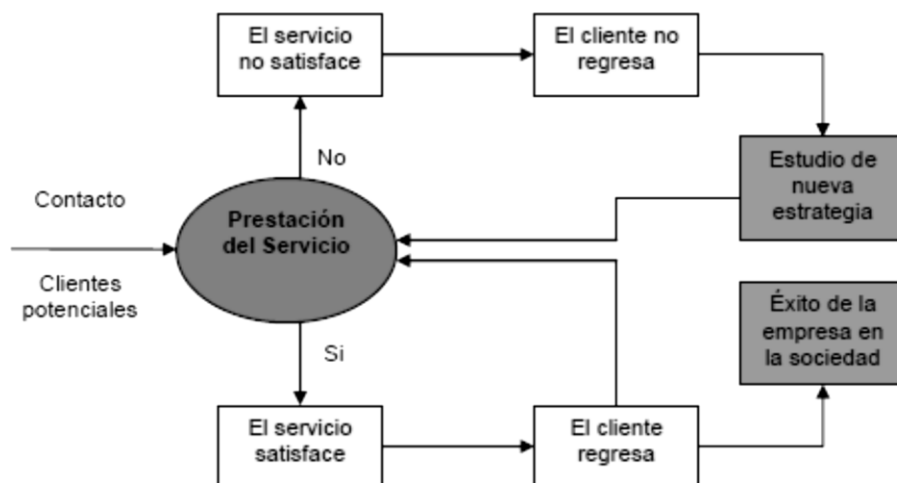 El servicio
no satisface
El cliente no
regresa
No
Estudio de
nueva
estrategia
Contacto
Prestación
del Servicio
Clientes
potenciales
Éxito de la
empresa en
la sociedad
Si
El servicio
satisface
El cliente
regresa